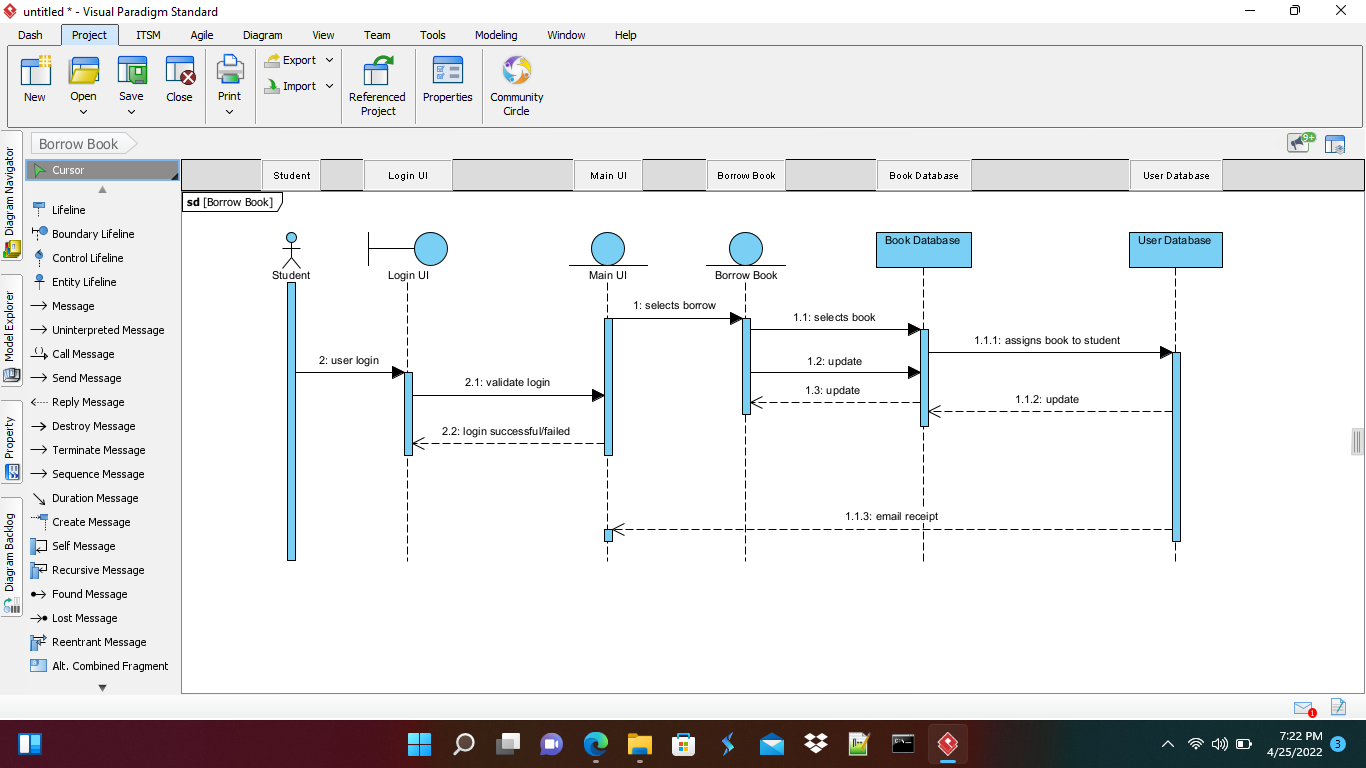 untitled * - Visual Paradigm Standard
Dash Project ITSM Agile Diagram View Team Tools Modeling Window Help
New Open Save Close Print Export Import Referenced Project Properties Community Circle
Diagram Navigator
Model Explorer
Property
Diagram Backlog
Borrow Book
9+
Cursor
Lifeline
Boundary Lifeline
Control Lifeline
Entity Lifeline
Message
Uninterpreted Message
Call Message
Send Message
Reply Message
Destroy Message
Terminate Message
Sequence Message
Duration Message
Create Message
Self Message
Recursive Message
Found Message
Lost Message
Reentrant Message
Alt. Combined Fragment
Student Login UI Main UI Borrow Book Book Database User Database
sd [Borrow Book]
Book Database User Database
Student Login UI Main UI Borrow Book
1: selects borrow
1.1: selects book
1.1.1: assigns book to student
2: user login
1.2: update
2.1: validate login
1.3: update
1.1.2: update
2.2: login successful/failed
1.1.3: email receipt
1
7:22 PM
4/25/2022
3